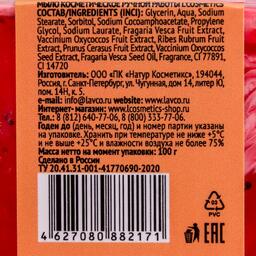 МЫЛО КОСМЕТИЧЕСКОЕ РУЧНОЙ РАБОТЫ L'COSMETICS
СОСТАВ/INGREDIENTS (INCI): Glycerin, Aqua, Sodium
Stearate, Sorbitol, Sodium Cocoamphoacetate, Propylene
Glycol, Sodium Laurate, Fragaria Vesca Fruit Extract,
Vaccinium Oxycoccos Fruit Extract, Ribes Rubrum Fruit
Extract, Prunus Cerasus Fruit Extract, Vaccinium Oxycoccos
Seed Extract, Fragaria Vesca Seed Oil, Fragrance, CI 77891,
CI 14720
Изготовитель: ООО «ПК «Натур Косметикс», 194044,
Россия, г. Санкт-Петербург, ул. Чугунная, д. 14, литер Ю,
пом. 14Н, к. 5.
e-mail: info@lavco.ru www.lavco.ru
Интернет-магазин: www.lcosmetics-shop.ru
Тел.: 8 (812) 640-77-06, 8 (800) 333-77-06.
Годен до (день, месяц, год) и номер партии указаны
на упаковке. Хранить при температуре не ниже +5°С и
не выше +25°С и влажности воздуха не более 75%
Масса нетто на момент упаковки: 100 г
Сделано в России
ТУ 20.41.31-001-41770690-2020
4 627080 882171
03
PVC
EAC